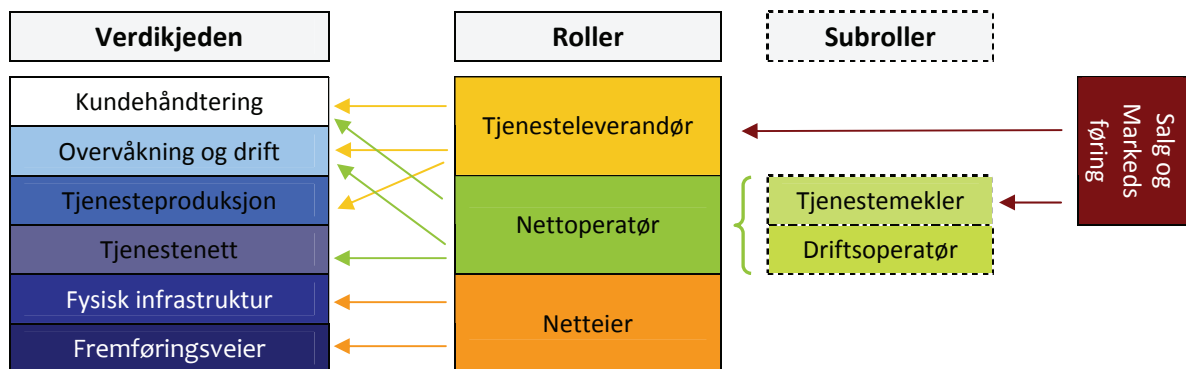 Verdikjeden
Roller
Subroller
Kundehåndtering
Overvåkning og drift
Tjenesteproduksjon
Tjenestenett
Fysisk infrastruktur
Fremføringsveier
Tjenesteleverandør
Nettoperatør
Netteier
Tjenestemekler
Driftsoperatør
Salg og
Markeds
føring